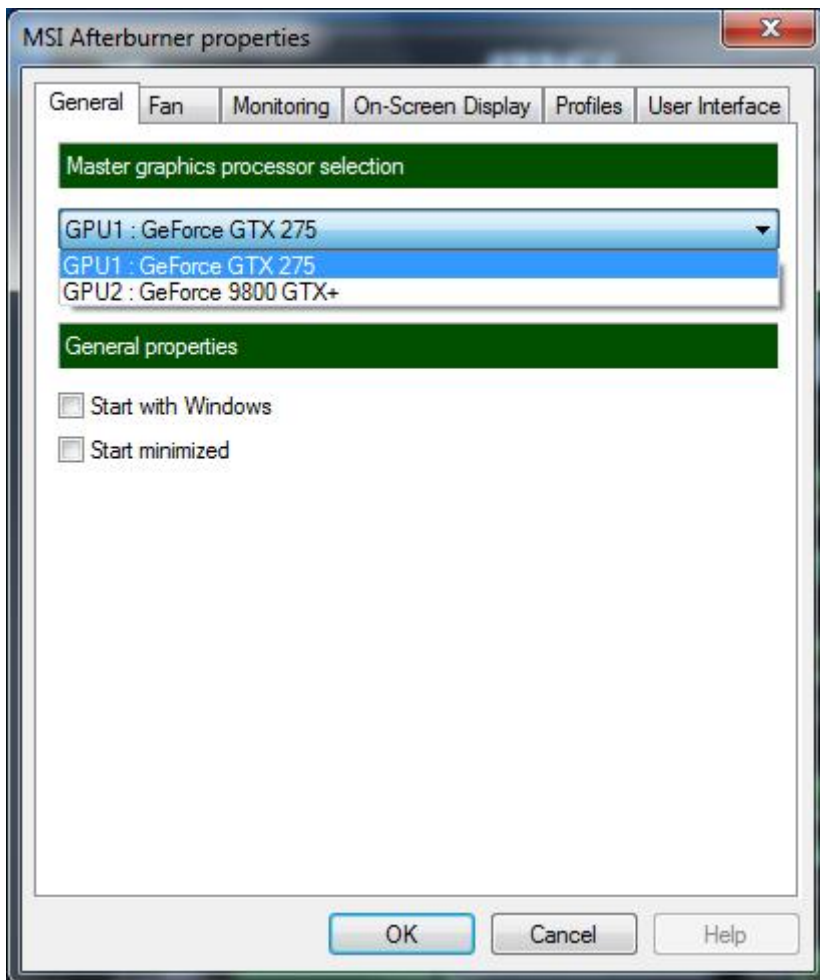 MSI Afterburner properties
General Fan Monitoring On-Screen Display Profiles User Interface
Master graphics processor selection
GPU1 : GeForce GTX 275
GPU1 : GeForce GTX 275
GPU2 : GeForce 9800 GTX+
General properties
Start with Windows
Start minimized
OK Cancel Help